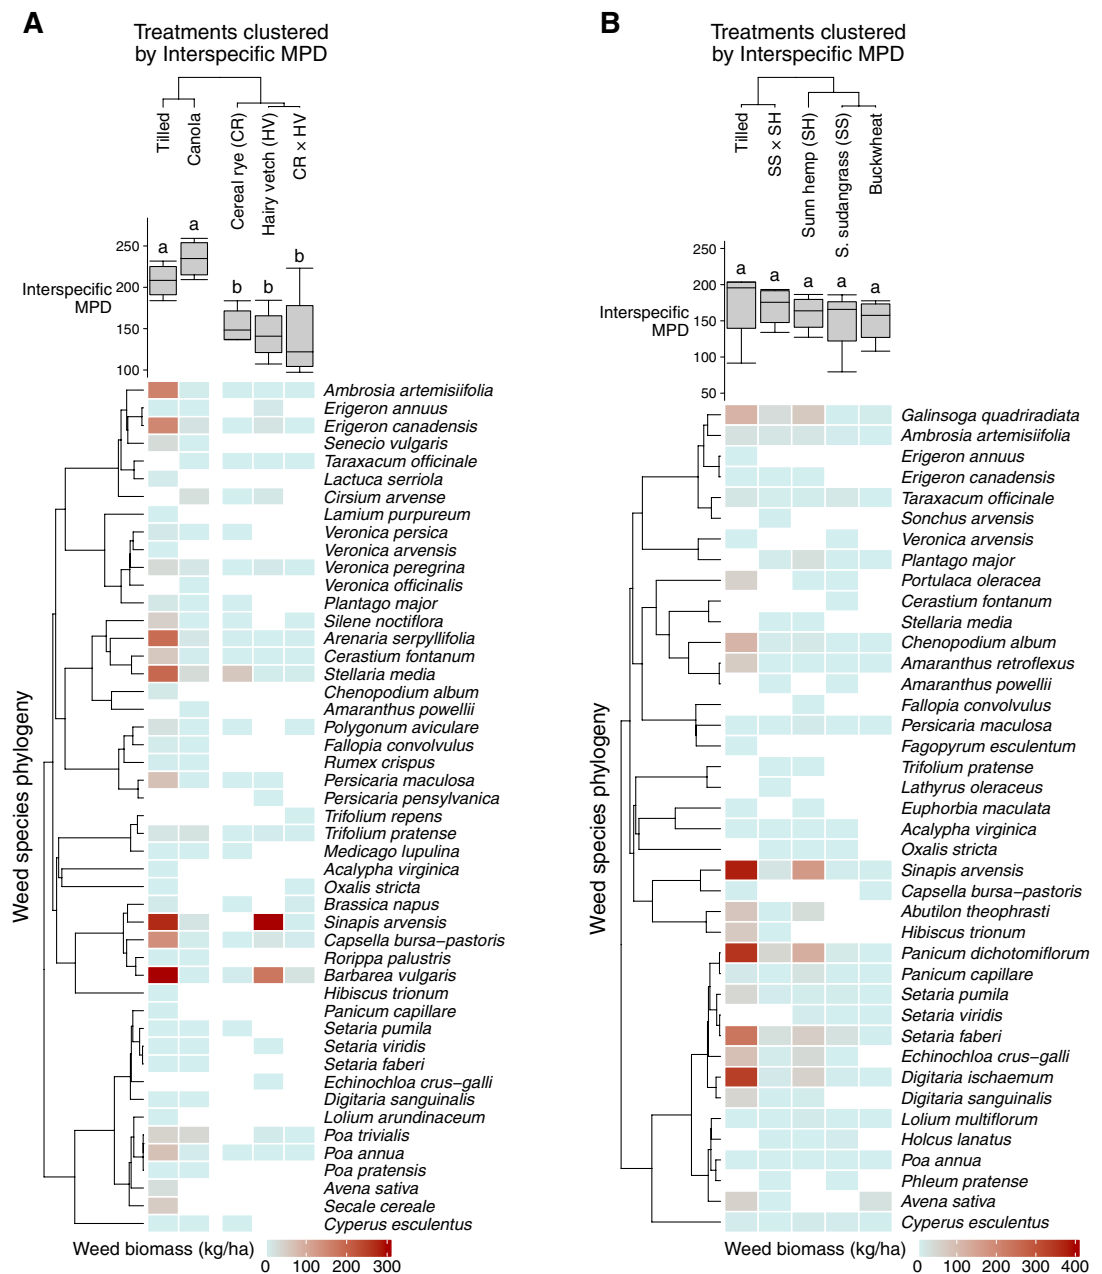 A
Treatments clustered
by Interspecific MPD
Tilled
Canola
Cereal rye (CR)
Hairy vetch (HV)
CR × HV
250
200
150
100
Interspecific
MPD
a
a
b
b
b
Weed species phylogeny
Ambrosia artemisiifolia
Erigeron annuus
Erigeron canadensis
Senecio vulgaris
Taraxacum officinale
Lactuca serriola
Cirsium arvense
Lamium purpureum
Veronica persica
Veronica arvensis
Veronica peregrina
Veronica officinalis
Plantago major
Silene noctiflora
Arenaria serpyllifolia
Cerastium fontanum
Stellaria media
Chenopodium album
Amaranthus powellii
Polygonum aviculare
Fallopia convolvulus
Rumex crispus
Persicaria maculosa
Persicaria pensylvanica
Trifolium repens
Trifolium pratense
Medicago lupulina
Acalypha virginica
Oxalis stricta
Brassica napus
Sinapis arvensis
Capsella bursa−pastoris
Rorippa palustris
Barbarea vulgaris
Hibiscus trionum
Panicum capillare
Setaria pumila
Setaria viridis
Setaria faberi
Echinochloa crus−galli
Digitaria sanguinalis
Lolium arundinaceum
Poa trivialis
Poa annua
Poa pratensis
Avena sativa
Secale cereale
Cyperus esculentus
Weed biomass (kg/ha)
0 100 200 300
B
Treatments clustered
by Interspecific MPD
Tilled
SS × SH
Sunn hemp (SH)
S. sudangrass (SS)
Buckwheat
250
200
150
100
50
Interspecific
MPD
a
a
a
a
a
Weed species phylogeny
Galinsoga quadriradiata
Ambrosia artemisiifolia
Erigeron annuus
Erigeron canadensis
Taraxacum officinale
Sonchus arvensis
Veronica arvensis
Plantago major
Portulaca oleracea
Cerastium fontanum
Stellaria media
Chenopodium album
Amaranthus retroflexus
Amaranthus powellii
Fallopia convolvulus
Persicaria maculosa
Fagopyrum esculentum
Trifolium pratense
Lathyrus oleraceus
Euphorbia maculata
Acalypha virginica
Oxalis stricta
Sinapis arvensis
Capsella bursa−pastoris
Abutilon theophrasti
Hibiscus trionum
Panicum dichotomiflorum
Panicum capillare
Setaria pumila
Setaria viridis
Setaria faberi
Echinochloa crus−galli
Digitaria ischaemum
Digitaria sanguinalis
Lolium multiflorum
Holcus lanatus
Poa annua
Phleum pratense
Avena sativa
Cyperus esculentus
Weed biomass (kg/ha)
0 100 200 300 400